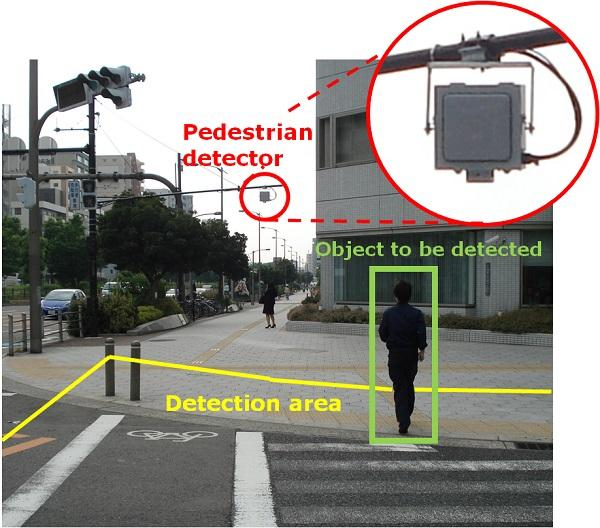 Pedestrian
detector
Object to be detected
Detection area